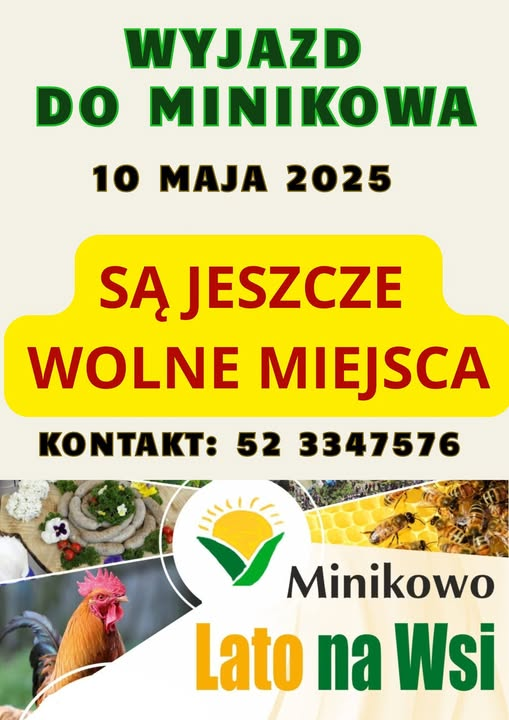 WYJAZD
DO MINIKOWA
10 MAJA 2025
SĄ JESZCZE
WOLNE MIEJSCA
KONTAKT: 52 3347576
Minikowo
Lato na Wsi